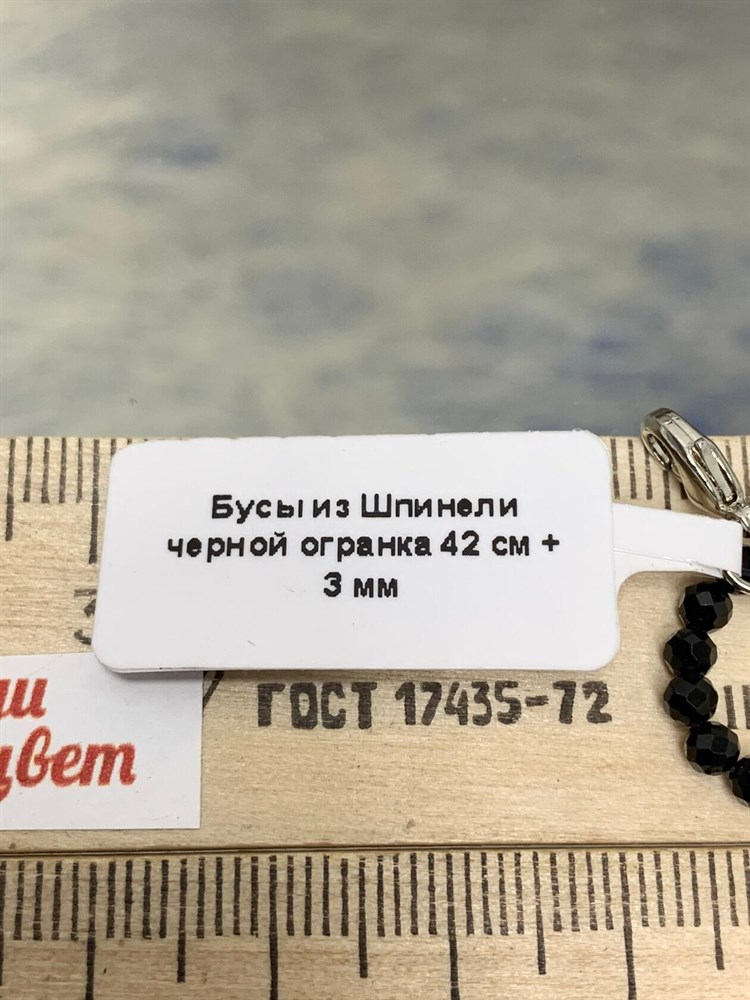 Бусы из Шпинели
черной огранка 42 см +
3 мм
ГОСТ 17435-72
цвет